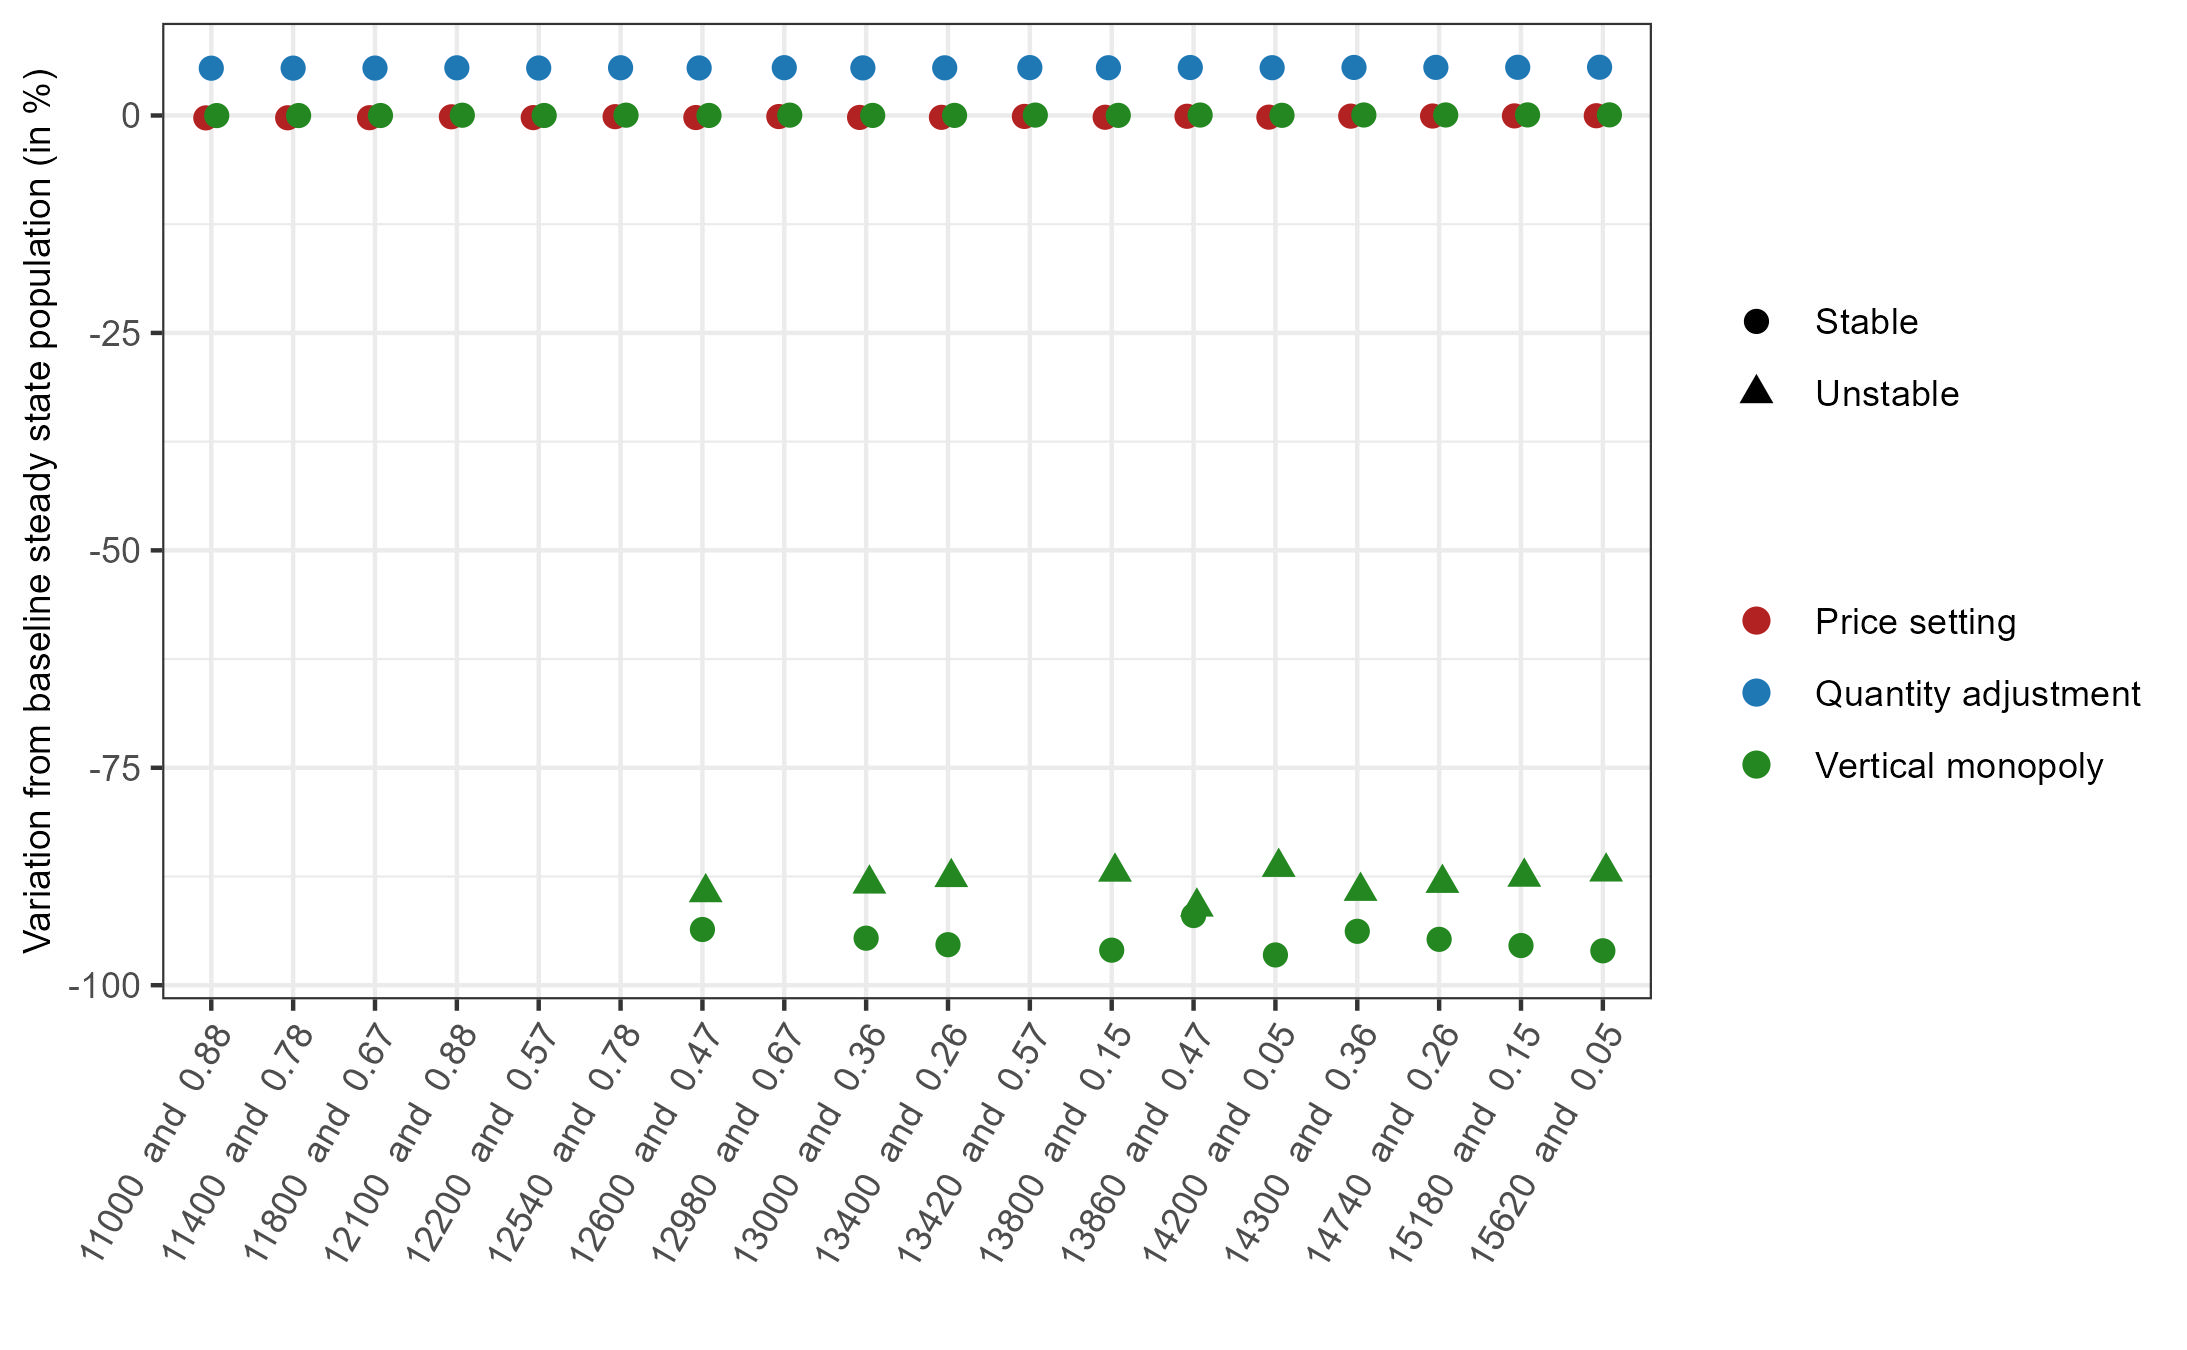 Variation from baseline steady state population (in %)
0
-25
-50
-75
-100
11000 and 0.88
11400 and 0.78
11800 and 0.67
12100 and 0.88
12200 and 0.57
12540 and 0.78
12600 and 0.47
12980 and 0.67
13000 and 0.36
13400 and 0.26
13420 and 0.57
13800 and 0.15
13860 and 0.47
14200 and 0.05
14300 and 0.36
14740 and 0.26
15180 and 0.15
15620 and 0.05
Stable
Unstable
Price setting
Quantity adjustment
Vertical monopoly